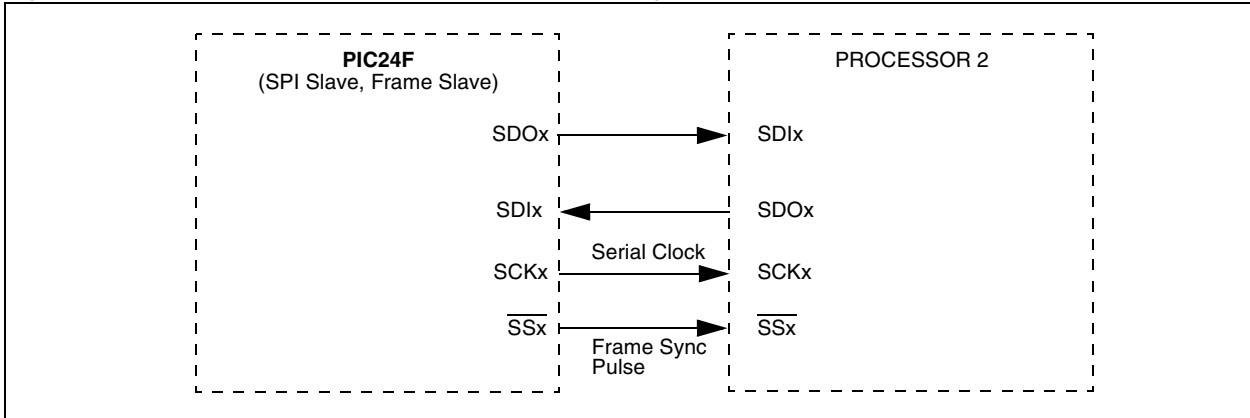 PIC24F
(SPI Slave, Frame Slave)
PROCESSOR 2
SDOx
SDIx
SDIx
SDOx
Serial Clock
SCKx
SCKx
SSx
SSx
Frame Sync
Pulse